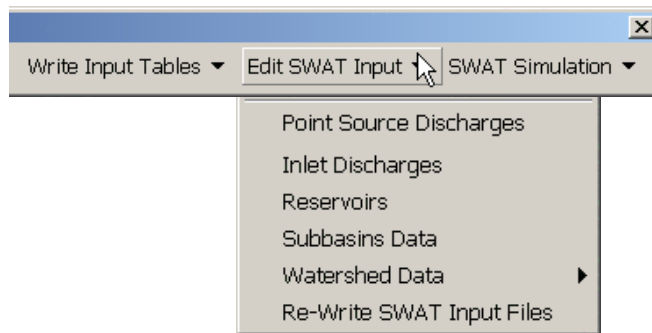 Write Input Tables Edit SWAT Input SWAT Simulation
Point Source Discharges
Inlet Discharges
Reservoirs
Subbasins Data
Watershed Data
Re-Write SWAT Input Files